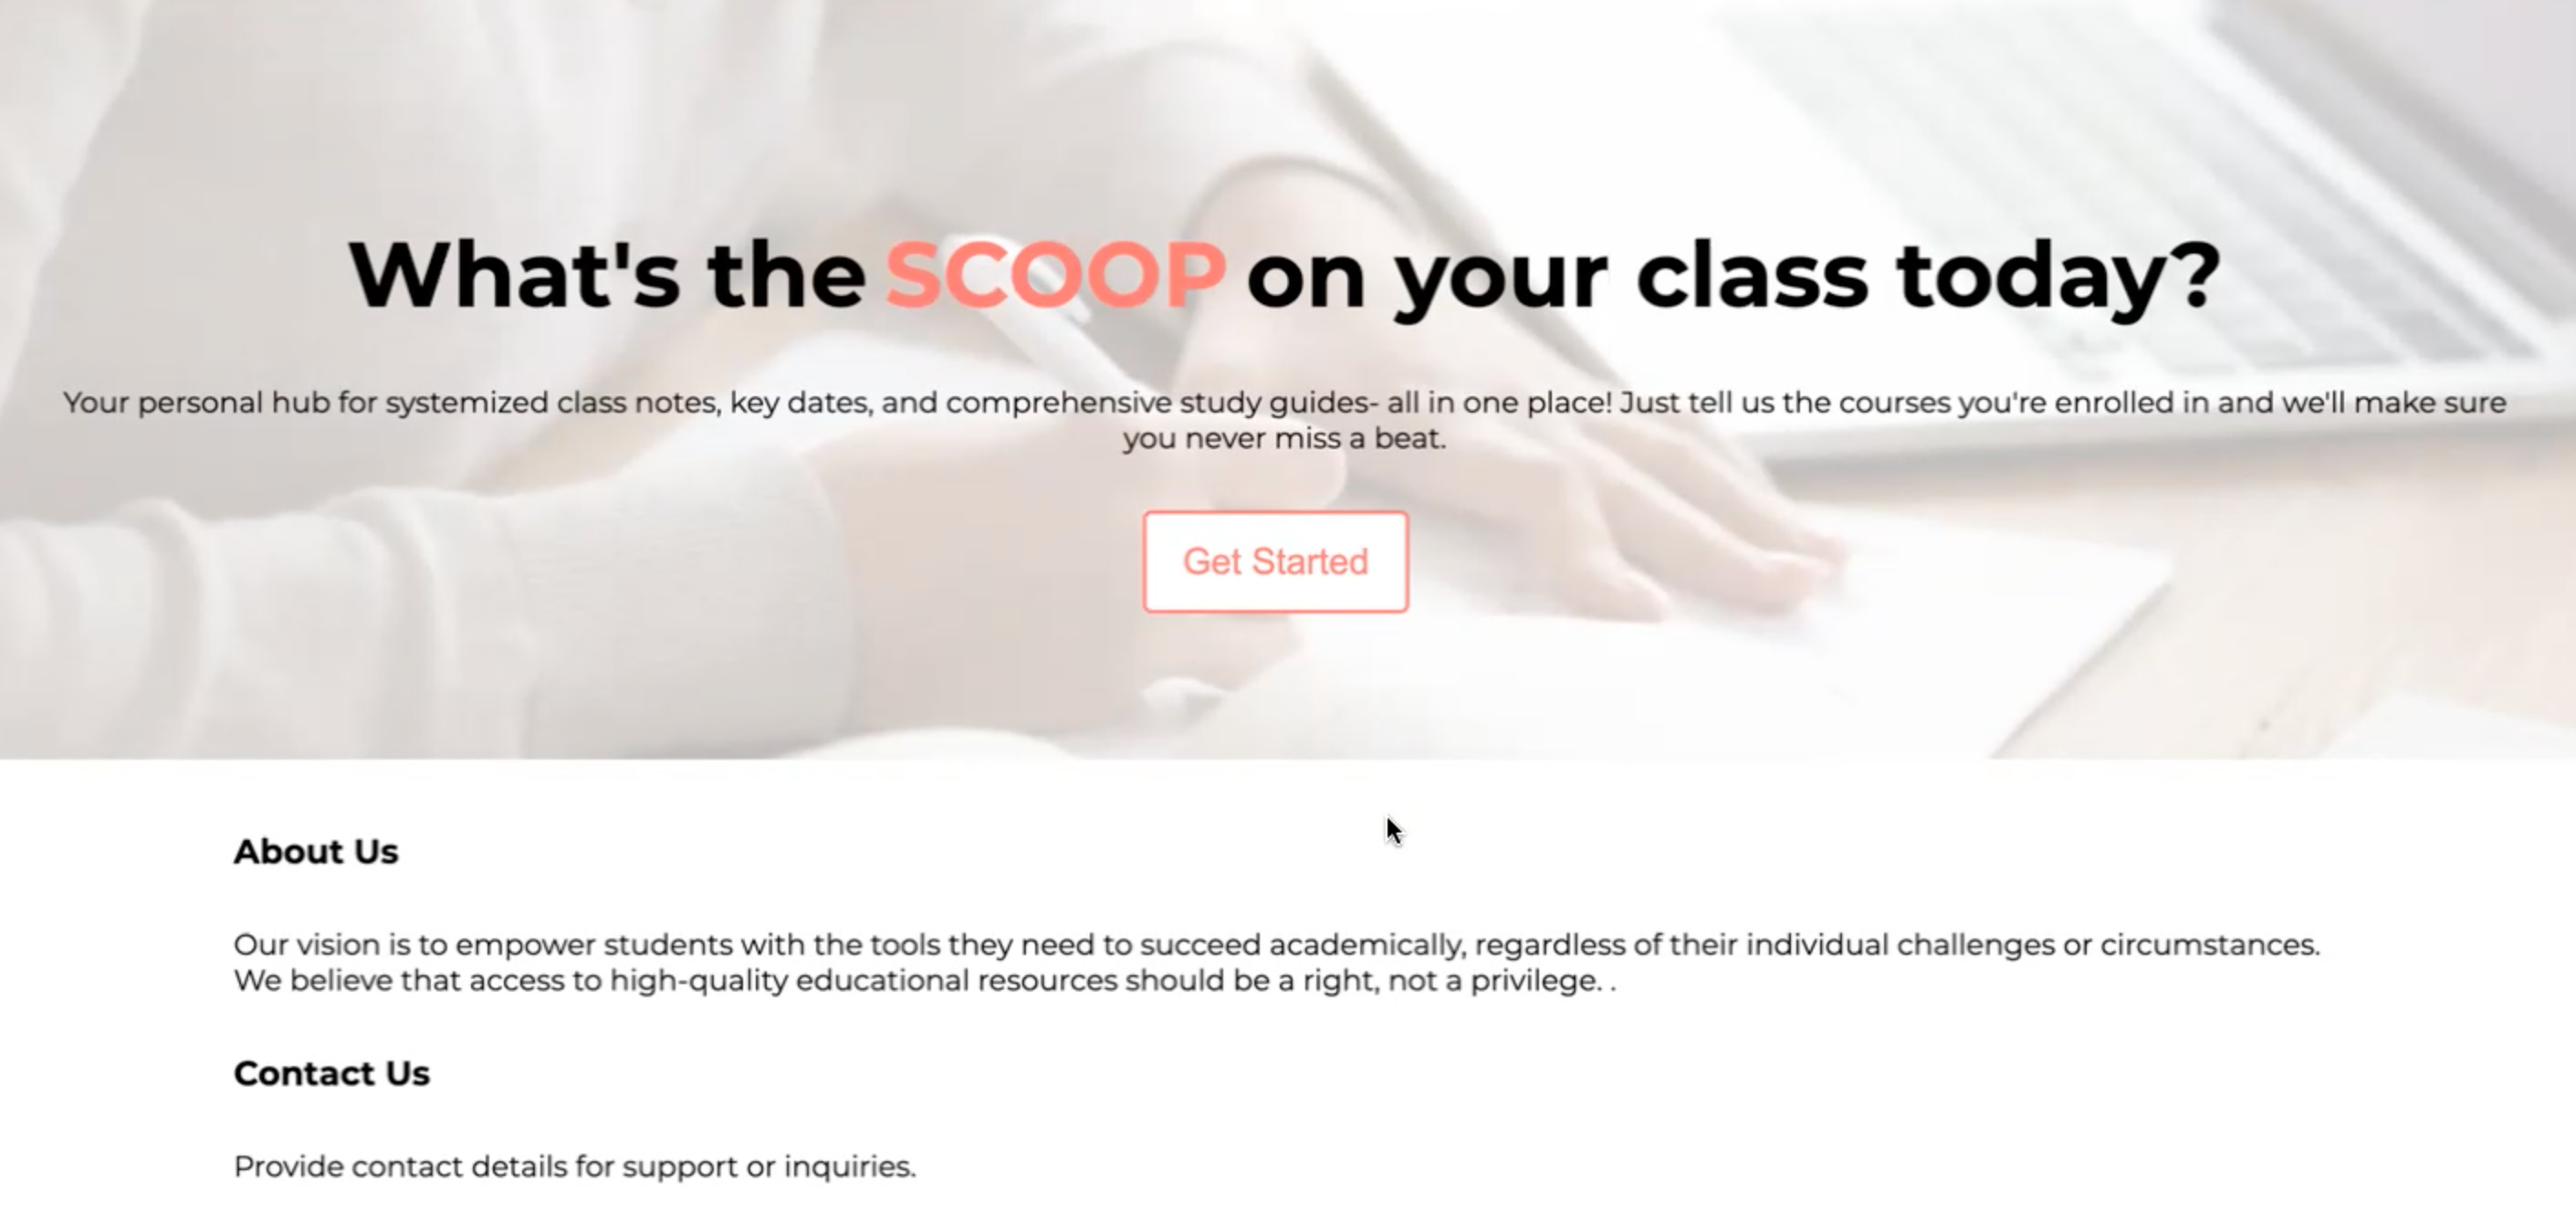 What's the SCOOP on your class today?
Your personal hub for systemized class notes, key dates, and comprehensive study guides- all in one place! Just tell us the courses you're enrolled in and we'll make sure
you never miss a beat.
Get Started
About Us
Our vision is to empower students with the tools they need to succeed academically, regardless of their individual challenges or circumstances.
We believe that access to high-quality educational resources should be a right, not a privilege. .
Contact Us
Provide contact details for support or inquiries.